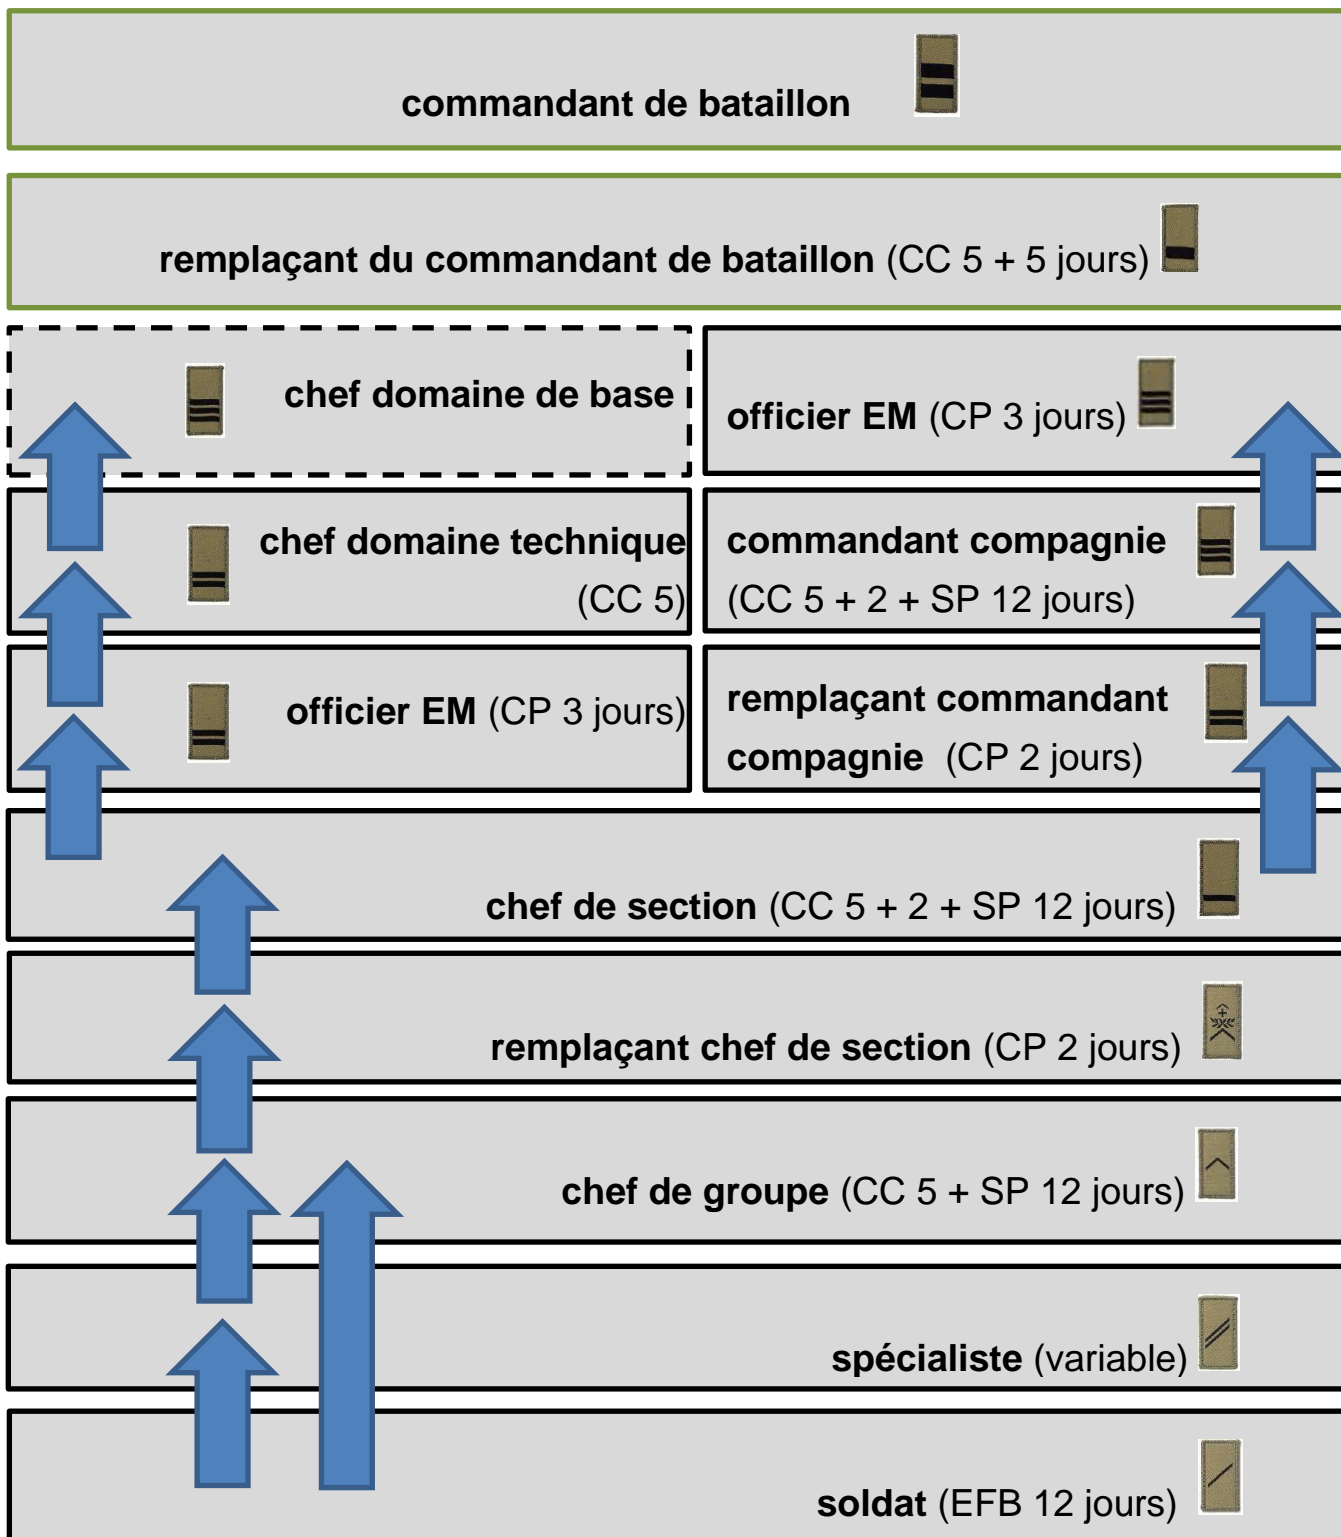 commandant de bataillon
remplaçant du commandant de bataillon (CC 5 + 5 jours)
chef domaine de base
officier EM (CP 3 jours)
chef domaine technique
(CC 5)
commandant compagnie
(CC 5 + 2 + SP 12 jours)
officier EM (CP 3 jours)
remplaçant commandant
compagnie (CP 2 jours)
chef de section (CC 5 + 2 + SP 12 jours)
remplaçant chef de section (CP 2 jours)
chef de groupe (CC 5 + SP 12 jours)
spécialiste (variable)
soldat (EFB 12 jours)